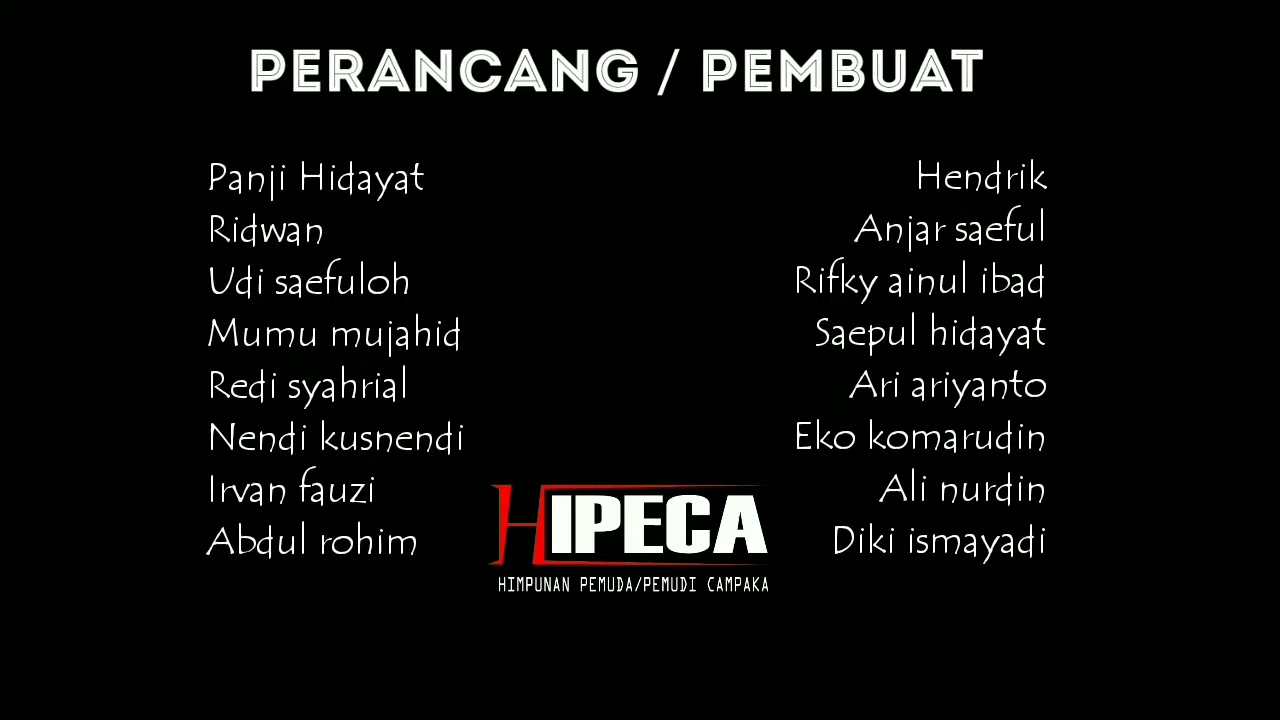 PERANCANG / PEMBUAT
Panji Hidayat
Ridwan
Udi saefuloh
Mumu mujahid
Redi syahrial
Nendi kusnendi
Irvan fauzi
Abdul rohim
Hendrik
Anjar saeful
Rifky ainul ibad
Saepul hidayat
Ari ariyanto
Eko komarudin
Ali nurdin
Diki ismayadi
HIPECA
HIMPUNAN PEMUDA/PEMUDI CAMPAKA